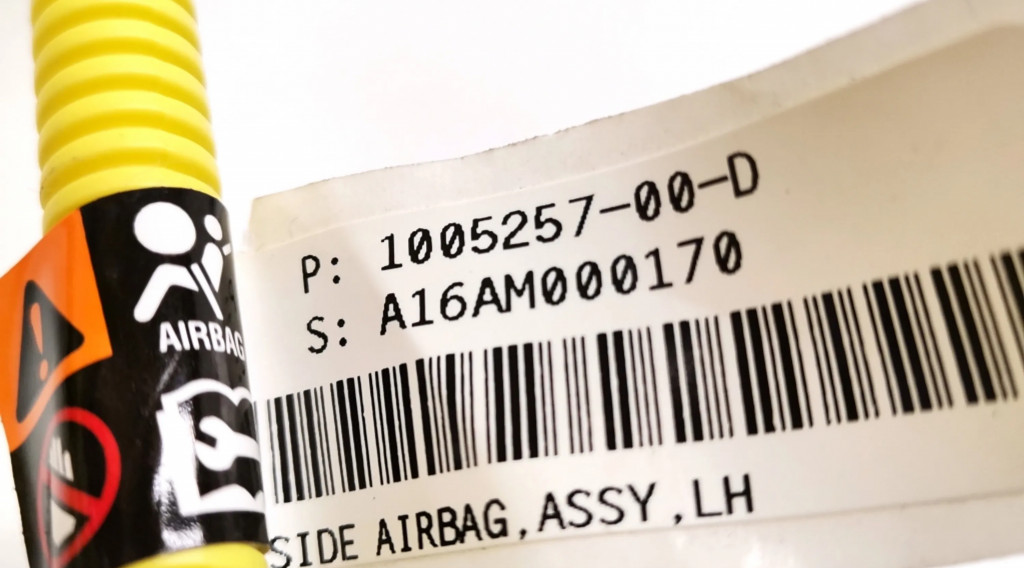 P: 1005257-00-D
S: A16AM000170
AIRBAG
SIDE AIRBAG,ASSY,LH